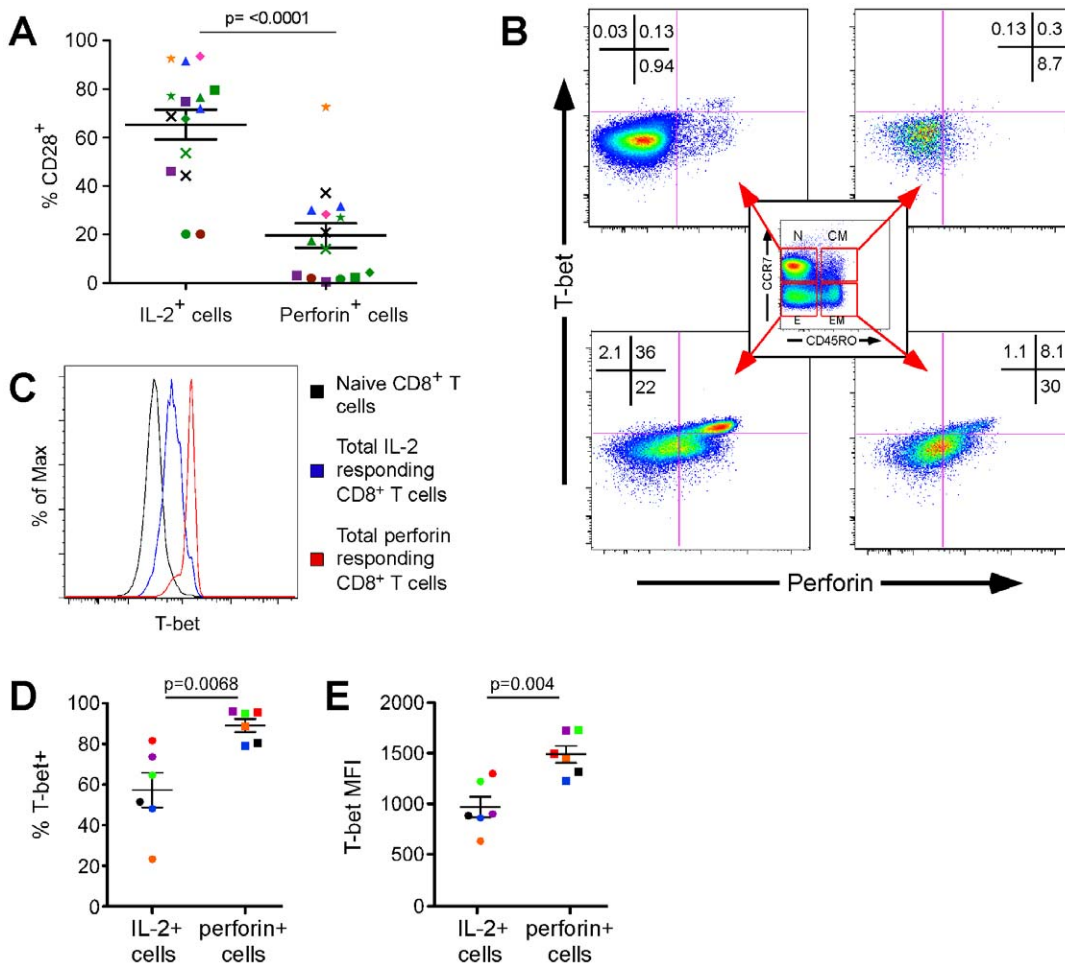 A
p= <0.0001
% CD28⁺
100
80
60
40
20
0
IL-2⁺ cells
Perforin⁺ cells
B
0.03 0.13
0.94
0.13 0.3
8.7
T-bet
N CM
CCR7
E EM
CD45RO
2.1 36
22
1.1 8.1
30
Perforin
C
% of Max
T-bet
Naive CD8⁺ T
cells
Total IL-2
responding
CD8⁺ T cells
Total perforin
responding
CD8⁺ T cells
D
p=0.0068
% T-bet+
100
80
60
40
20
0
IL-2+
cells
perforin+
cells
E
p=0.004
T-bet MFI
2000
1500
1000
500
0
IL-2+
cells
perforin+
cells